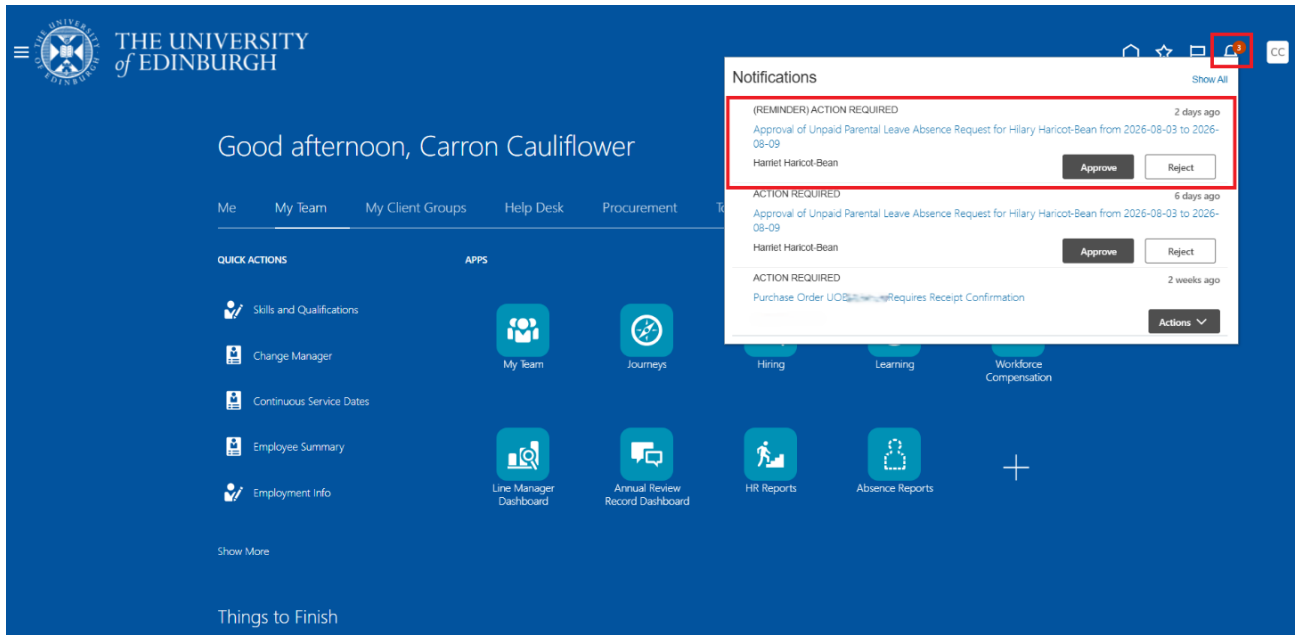 THE UNIVERSITY
of EDINBURGH
3
CC
Notifications
Show All
(REMINDER) ACTION REQUIRED
2 days ago
Approval of Unpaid Parental Leave Absence Request for Hilary Haricot-Bean from 2026-08-03 to 2026-
08-09
Harriet Haricot-Bean
Approve
Reject
ACTION REQUIRED
6 days ago
Approval of Unpaid Parental Leave Absence Request for Hilary Haricot-Bean from 2026-08-03 to 2026-
08-09
Harriet Haricot-Bean
Approve
Reject
ACTION REQUIRED
2 weeks ago
Purchase Order Requires Receipt Confirmation
Actions
Good afternoon, Carron Cauliflower
Me
My Team
My Client Groups
Help Desk
Procurement
QUICK ACTIONS
Skills and Qualifications
Change Manager
Continuous Service Dates
Employee Summary
Employment Info
Show More
APPS
My Team
Journeys
Hiring
Learning
Workforce
Compensation
Line Manager
Dashboard
Annual Review
Record Dashboard
HR Reports
Absence Reports
Things to Finish